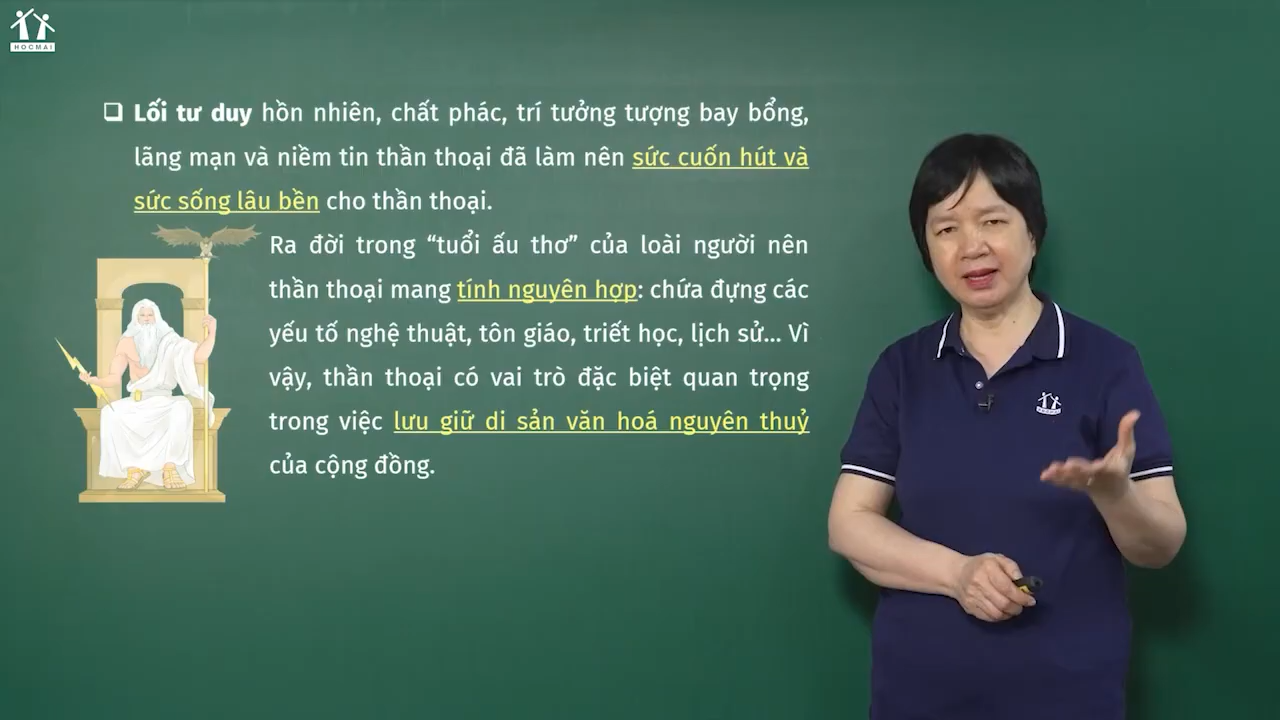 HOCMAI
❑ Lối tư duy hồn nhiên, chất phác, trí tưởng tượng bay bổng,
lãng mạn và niềm tin thần thoại đã làm nên sức cuốn hút và
sức sống lâu bền cho thần thoại.
Ra đời trong “tuổi ấu thơ” của loài người nên
thần thoại mang tính nguyên hợp: chứa đựng các
yếu tố nghệ thuật, tôn giáo, triết học, lịch sử... Vì
vậy, thần thoại có vai trò đặc biệt quan trọng
trong việc lưu giữ di sản văn hoá nguyên thuỷ
của cộng đồng.